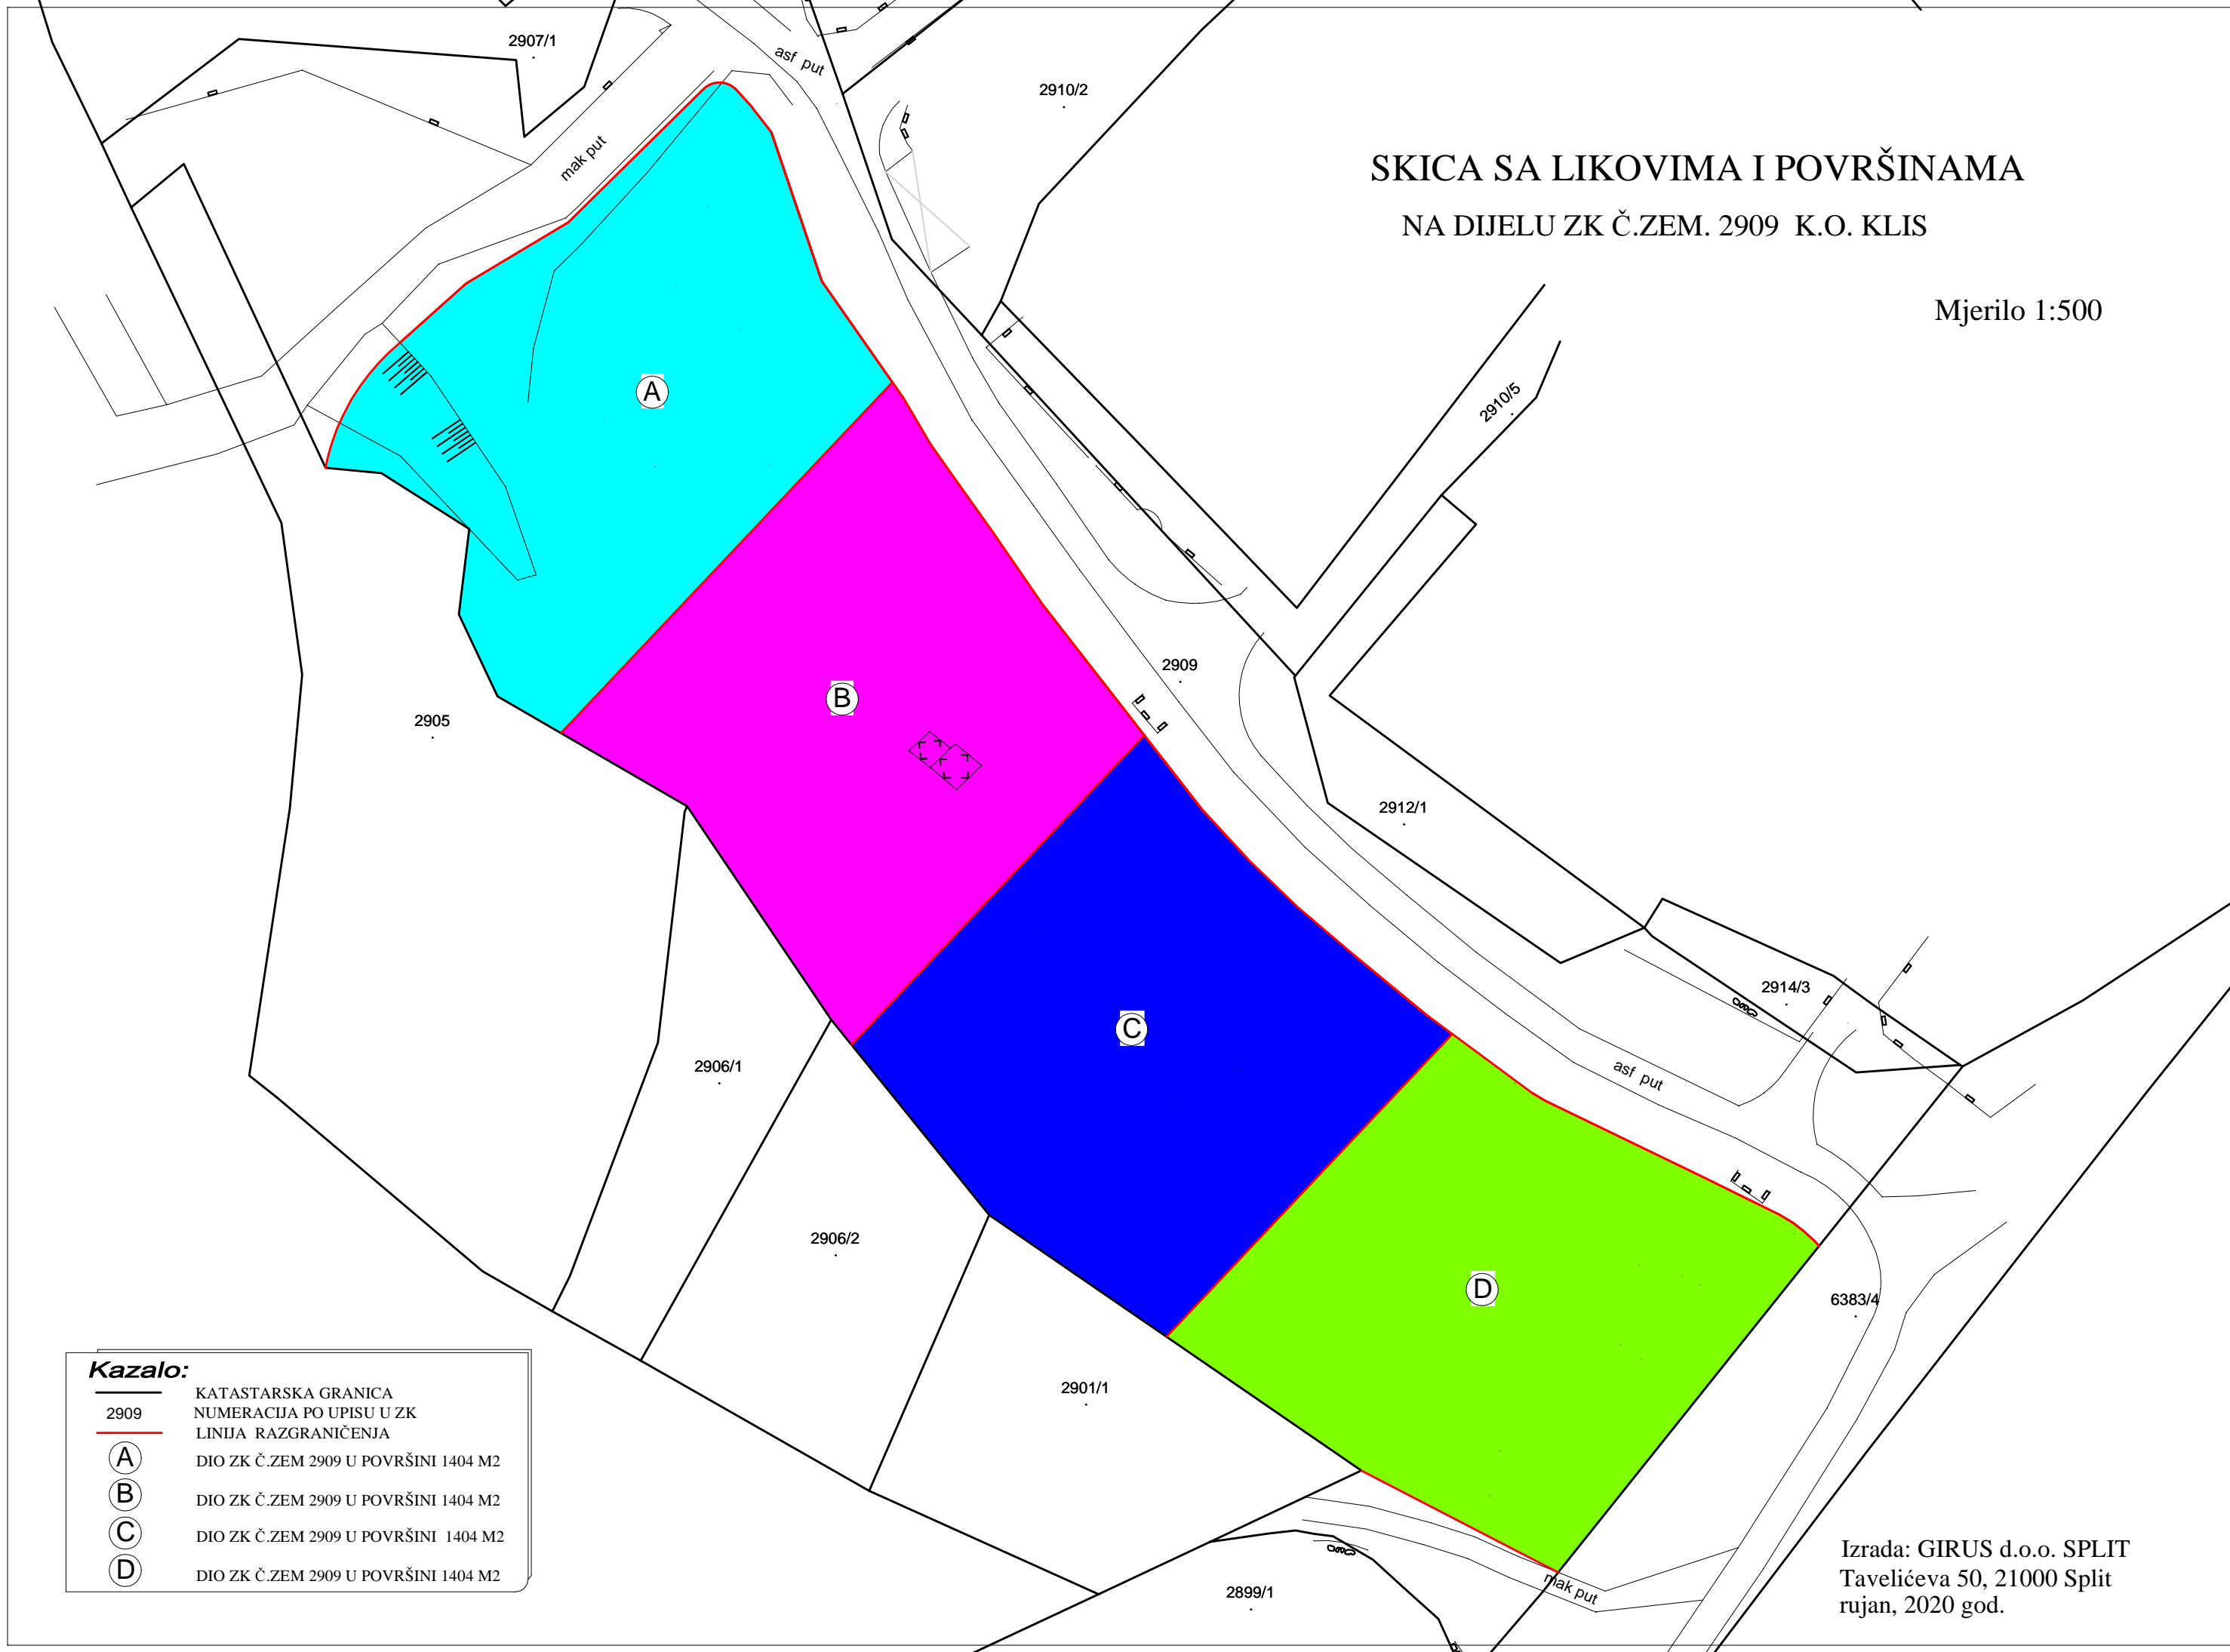 2907/1
asf put
2910/2
mak put
SKICA SA LIKOVIMA I POVRŠINAMA
NA DIJELU ZK Č.ZEM. 2909 K.O. KLIS
Mjerilo 1:500
A
2910/5
2909
B
2905
2912/1
2914/3
C
2906/1
asf put
2906/2
D
6383/4
2901/1
Kazalo:
KATASTARSKA GRANICA
2909 NUMERACIJA PO UPISU U ZK
LINIJA RAZGRANIČENJA
A DIO ZK Č.ZEM 2909 U POVRŠINI 1404 M2
B DIO ZK Č.ZEM 2909 U POVRŠINI 1404 M2
C DIO ZK Č.ZEM 2909 U POVRŠINI 1404 M2
D DIO ZK Č.ZEM 2909 U POVRŠINI 1404 M2
2899/1
mak put
Izrada: GIRUS d.o.o. SPLIT
Tavelićeva 50, 21000 Split
rujan, 2020 god.